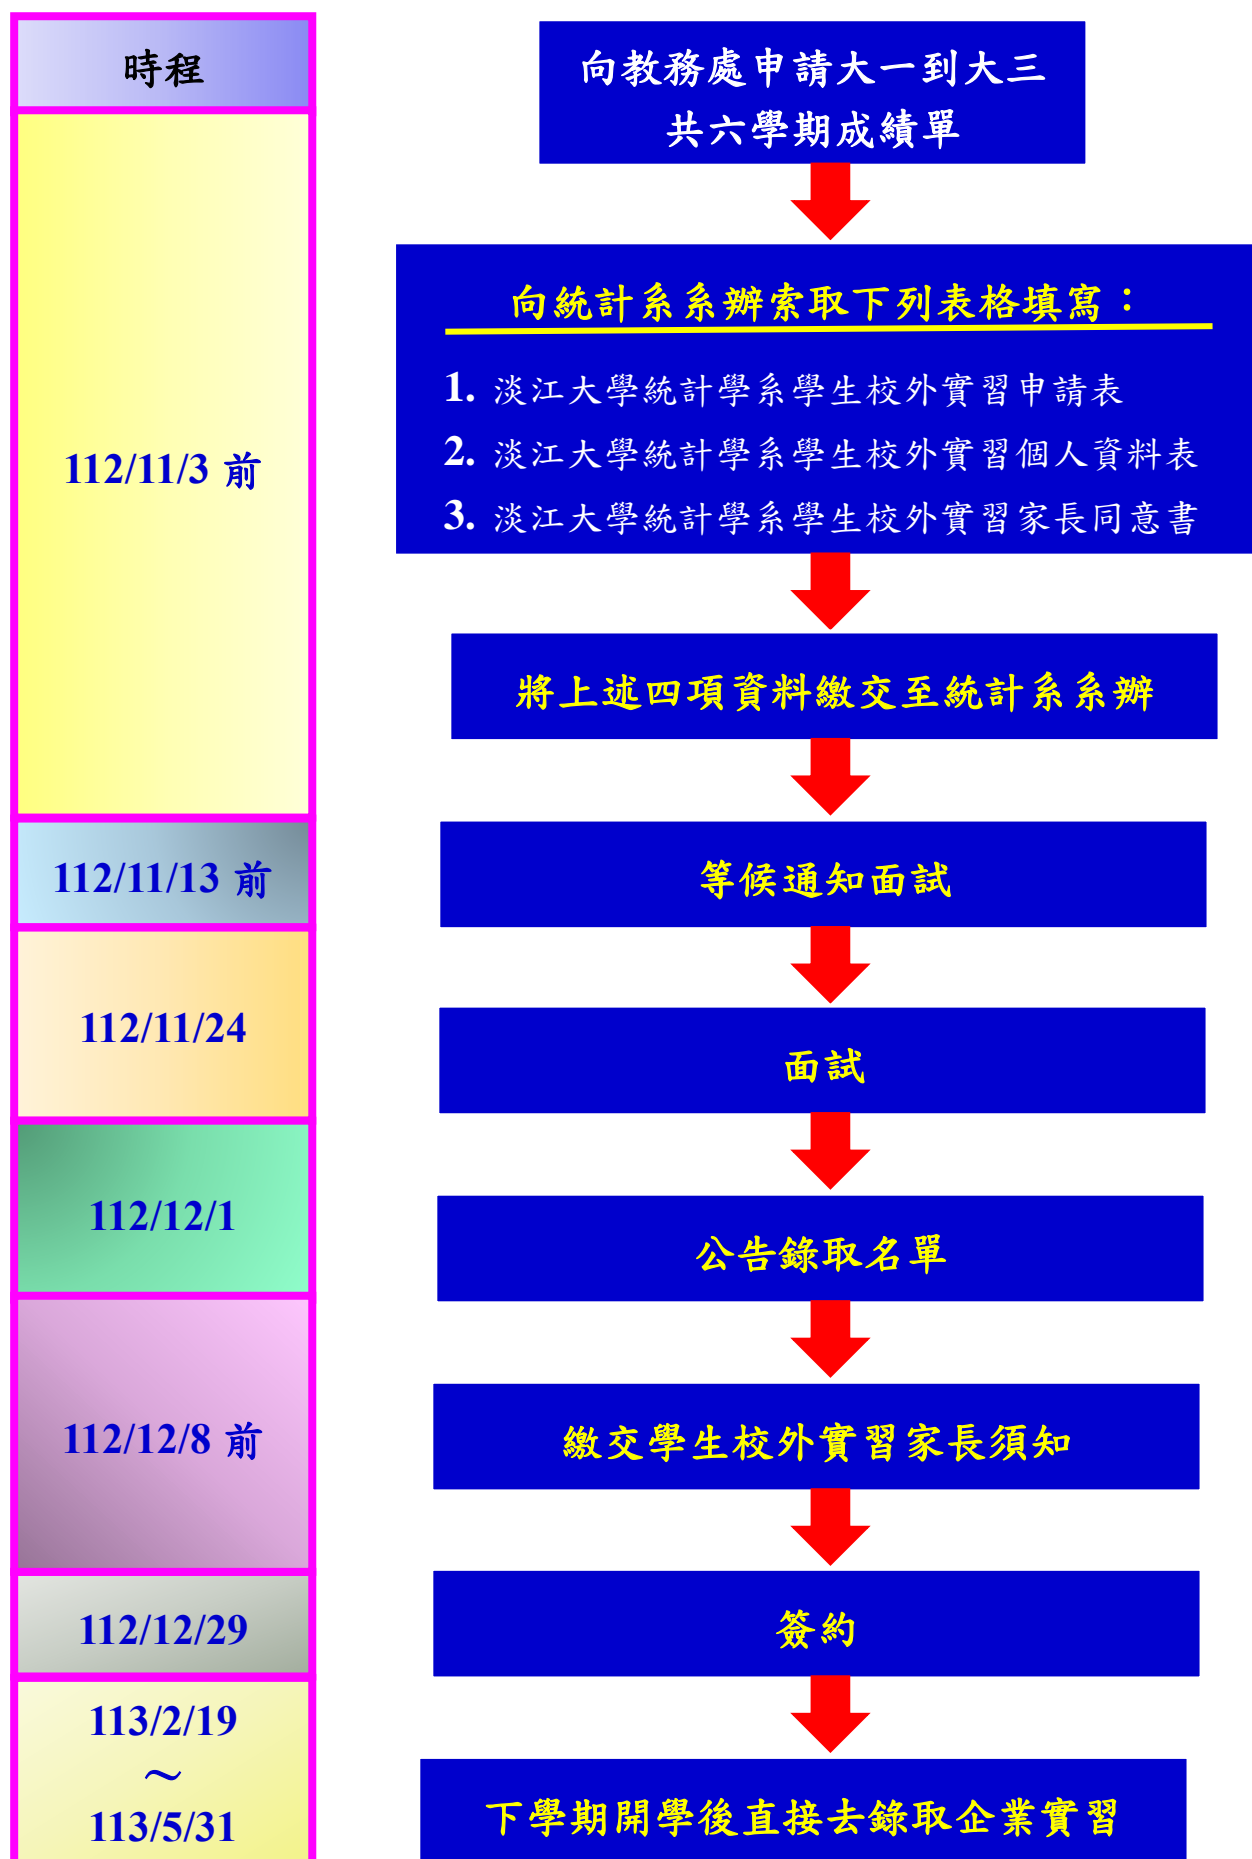 時程
向教務處申請大一到大三
共六學期成績單
112/11/3 前
向統計系系辦索取下列表格填寫：
1. 淡江大學統計學系學生校外實習申請表
2. 淡江大學統計學系學生校外實習個人資料表
3. 淡江大學統計學系學生校外實習家長同意書
將上述四項資料繳交至統計系系辦
112/11/13 前
等候通知面試
112/11/24
面試
112/12/1
公告錄取名單
112/12/8 前
繳交學生校外實習家長須知
112/12/29
簽約
113/2/19
～
113/5/31
下學期開學後直接去錄取企業實習